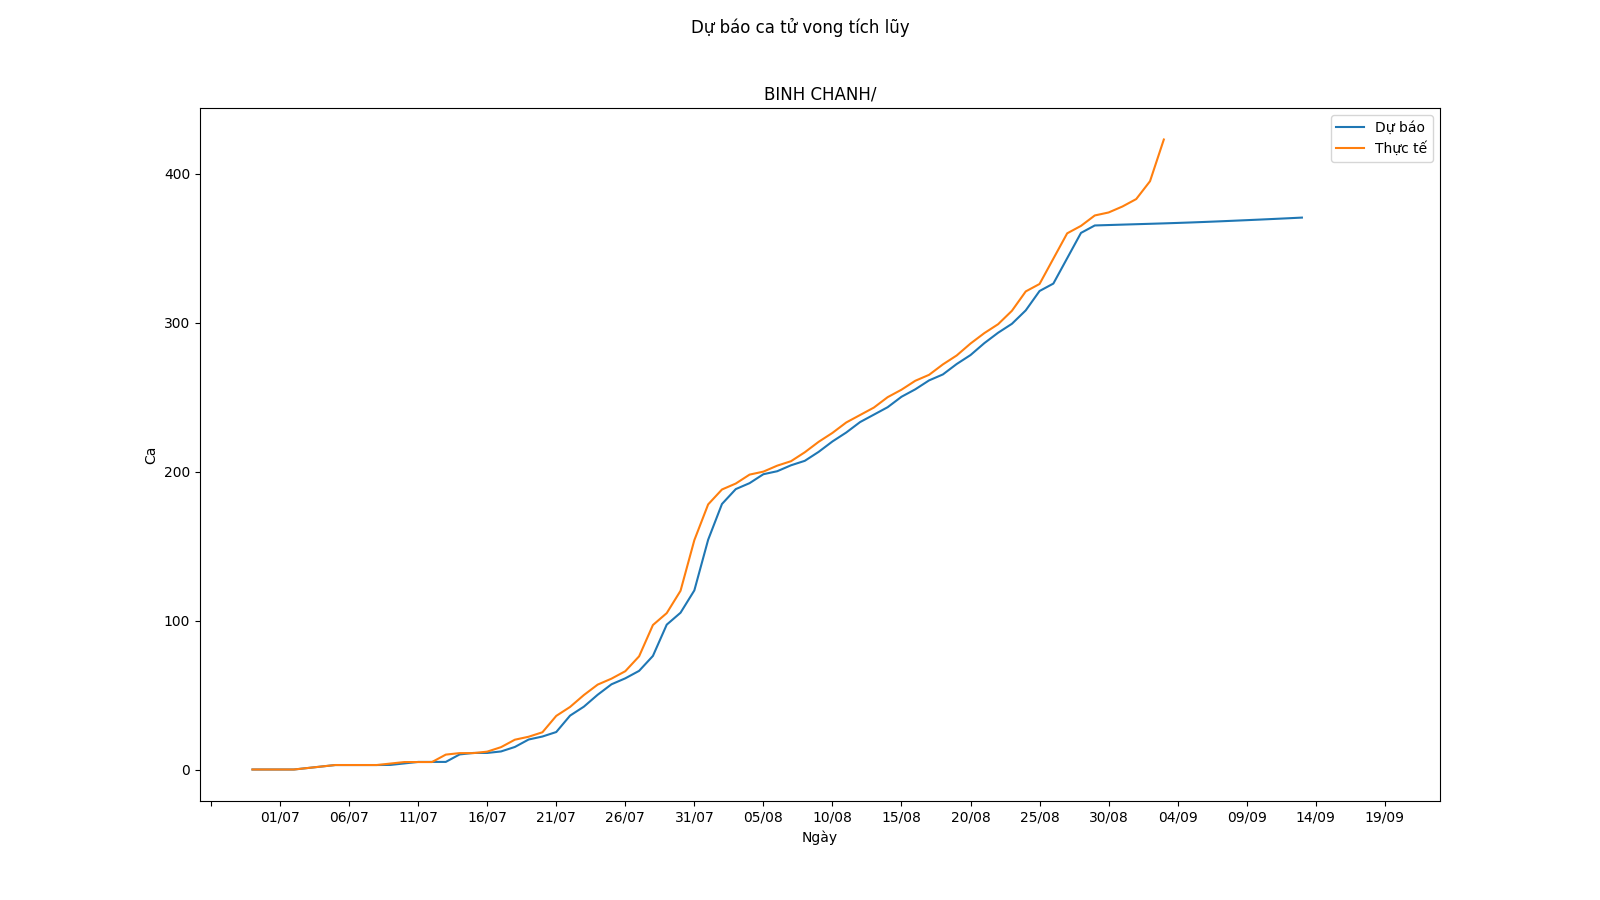 Dự báo ca tử vong tích lũy
BINH CHANH/
Dự báo
Thực tế
400
300
200
100
0
Ca
01/07 06/07 11/07 16/07 21/07 26/07 31/07 05/08 10/08 15/08 20/08 25/08 30/08 04/09 09/09 14/09 19/09
Ngày